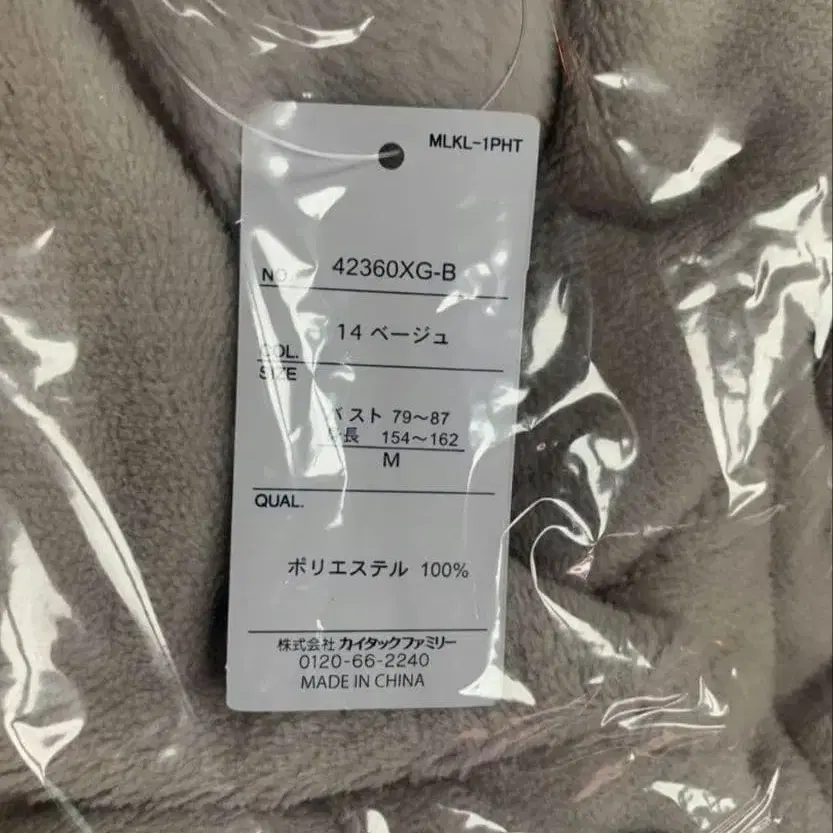 MLKL-1PHT
NO. 42360XG-B
COL. 14 ベージュ
SIZE
バスト 79～87
身長 154～162
M
QUAL.
ポリエステル 100%
株式会社 カイタックファミリー
0120-66-2240
MADE IN CHINA